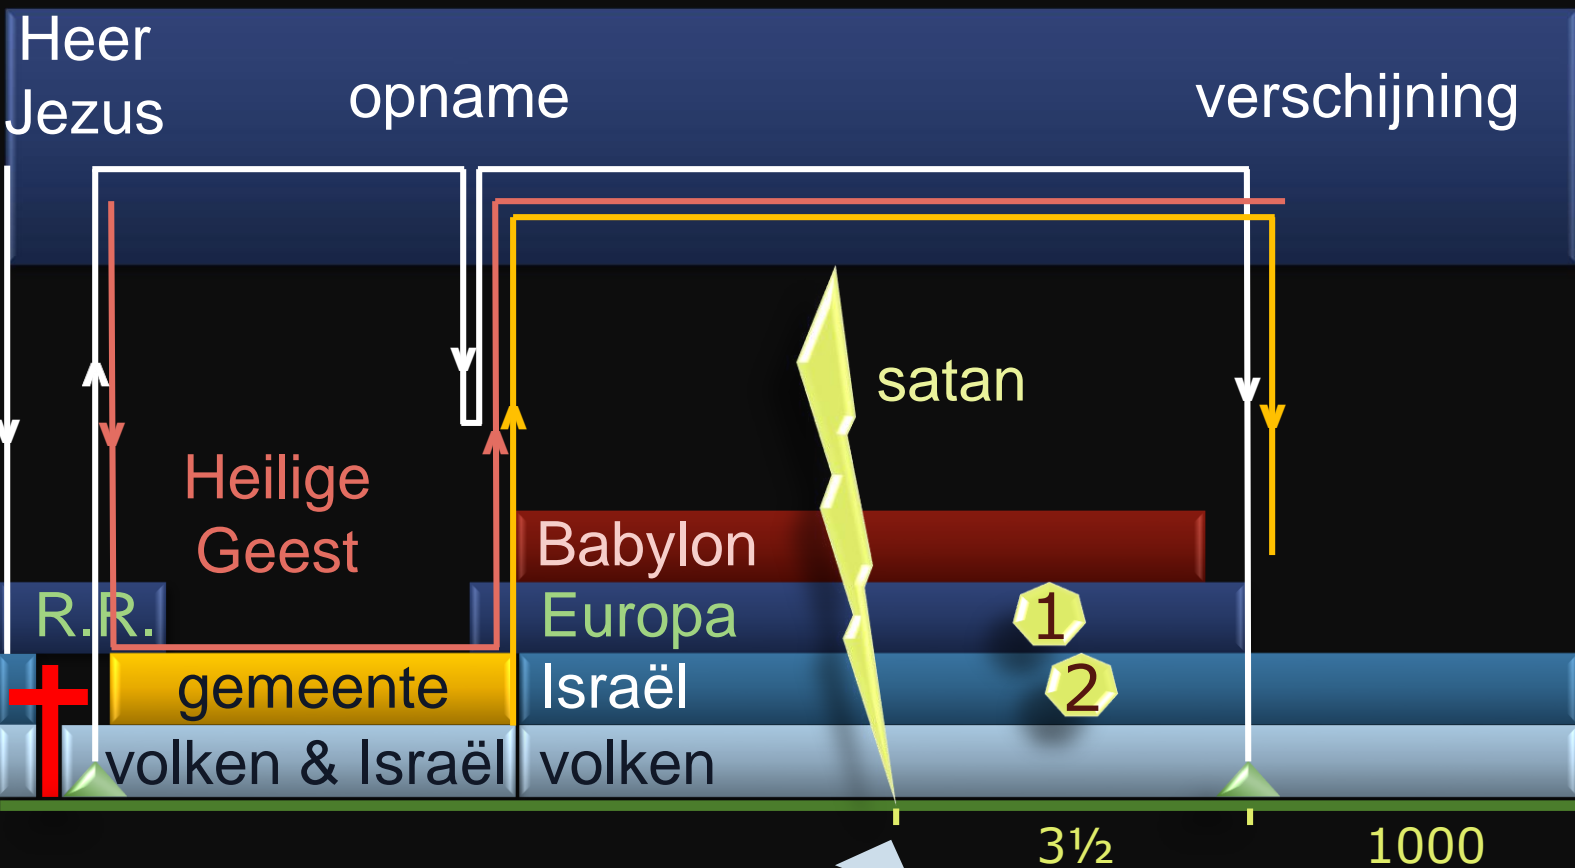 Heer
Jezus
opname
verschijning
satan
Heilige
Geest
Babylon
R.R.
Europa
1
gemeente
Israël
2
volken & Israël
volken
3½
1000